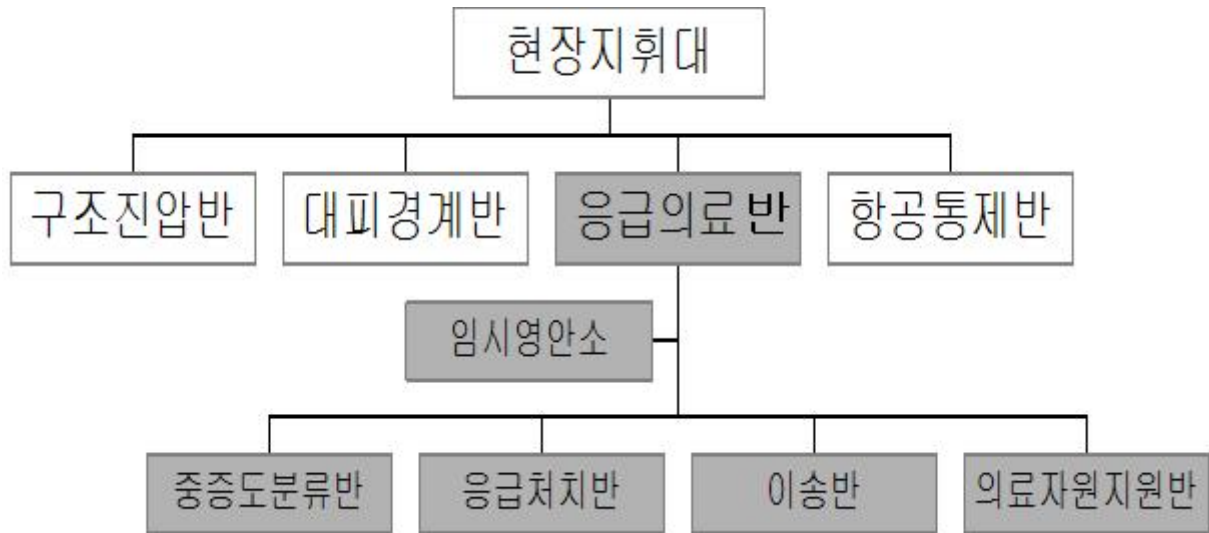 현장지휘대
구조진압반
대피경계반
응급의료반
항공통제반
임시영안소
중증도분류반
응급처치반
이송반
의료자원지원반